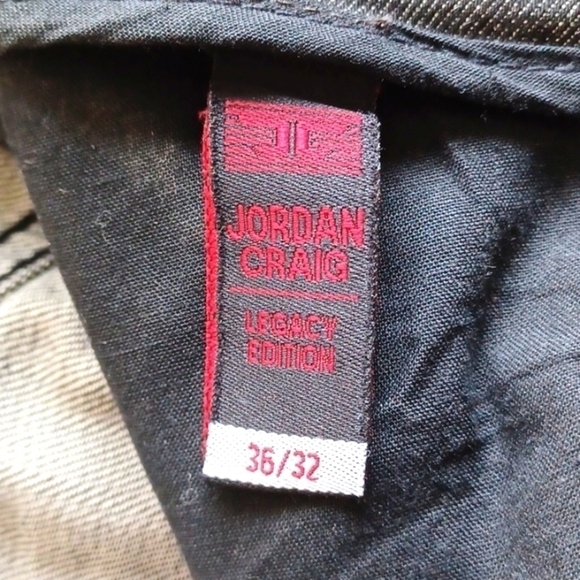 JORDAN
CRAIG
LEGACY
EDITION
36/32